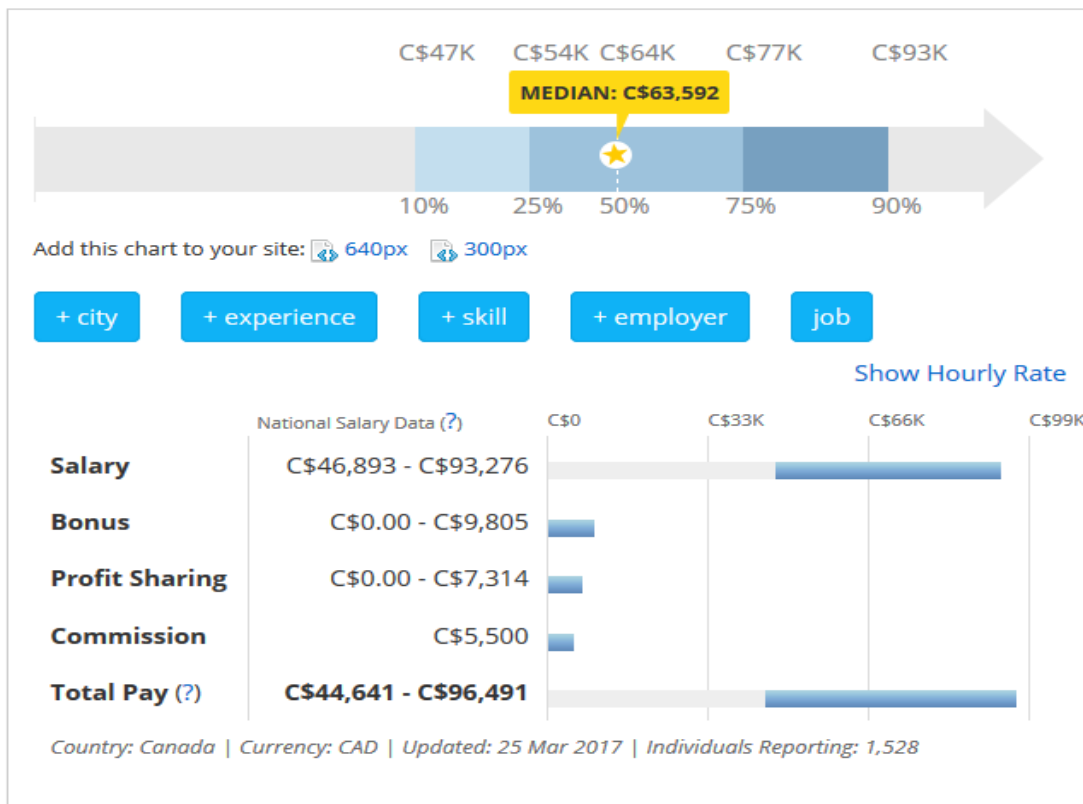 C$47K C$54K C$64K C$77K C$93K
MEDIAN: C$63,592
10% 25% 50% 75% 90%
Add this chart to your site: 640px 300px
+ city + experience + skill + employer job
Show Hourly Rate
National Salary Data (?) C$0 C$33K C$66K C$99K
Salary C$46,893 - C$93,276
Bonus C$0.00 - C$9,805
Profit Sharing C$0.00 - C$7,314
Commission C$5,500
Total Pay (?) C$44,641 - C$96,491
Country: Canada | Currency: CAD | Updated: 25 Mar 2017 | Individuals Reporting: 1,528